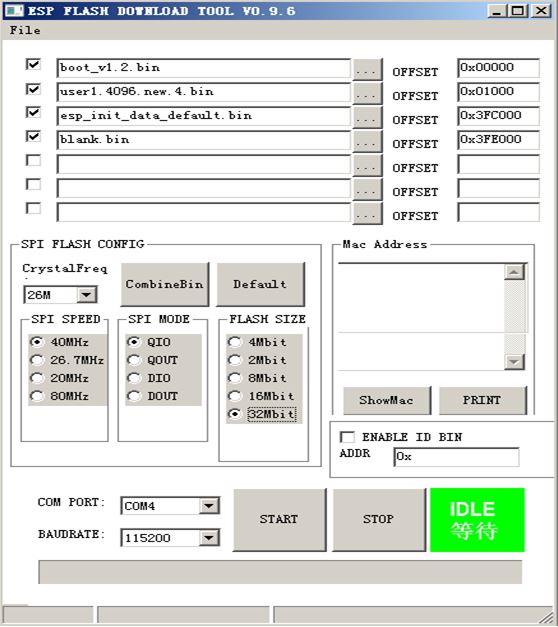 ESP FLASH DOWNLOAD TOOL V0.9.6
File
boot_v1.2.bin ... OFFSET 0x00000
user1.4096.new.4.bin ... OFFSET 0x01000
esp_init_data_default.bin ... OFFSET 0x3FC000
blank.bin ... OFFSET 0x3FE000
... OFFSET
... OFFSET
... OFFSET
SPI FLASH CONFIG
CrystalFreq
26M
CombineBin
Default
SPI SPEED
40MHz
26.7MHz
20MHz
80MHz
SPI MODE
QIO
QOUT
DIO
DOUT
FLASH SIZE
4Mbit
2Mbit
8Mbit
16Mbit
32Mbit
Mac Address
ShowMac
PRINT
ENABLE ID BIN
ADDR 0x
COM PORT: COM4
BAUDRATE: 115200
START
STOP
IDLE
等待